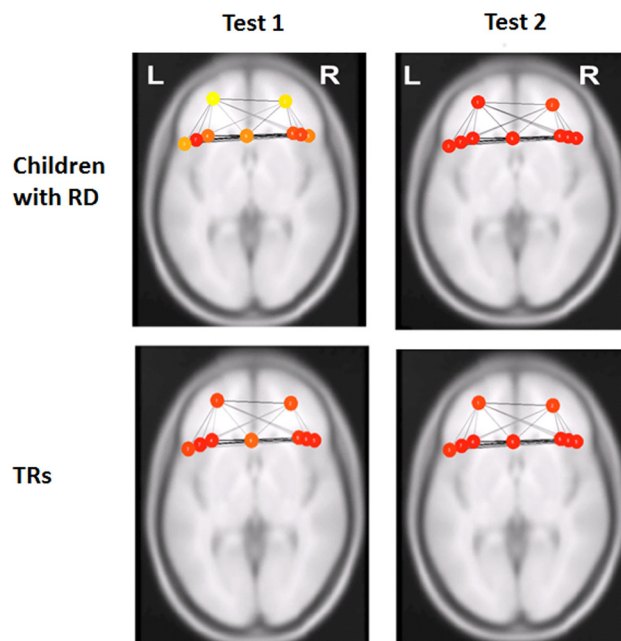 Test 1
Test 2
L R
L R
Children
with RD
TRs